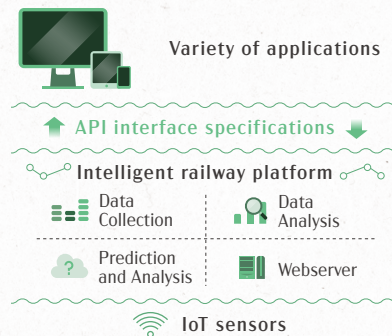 Variety of applications
API interface specifications
Intelligent railway platform
Data
Collection
Data
Analysis
?
Prediction
and Analysis
Webserver
IoT sensors